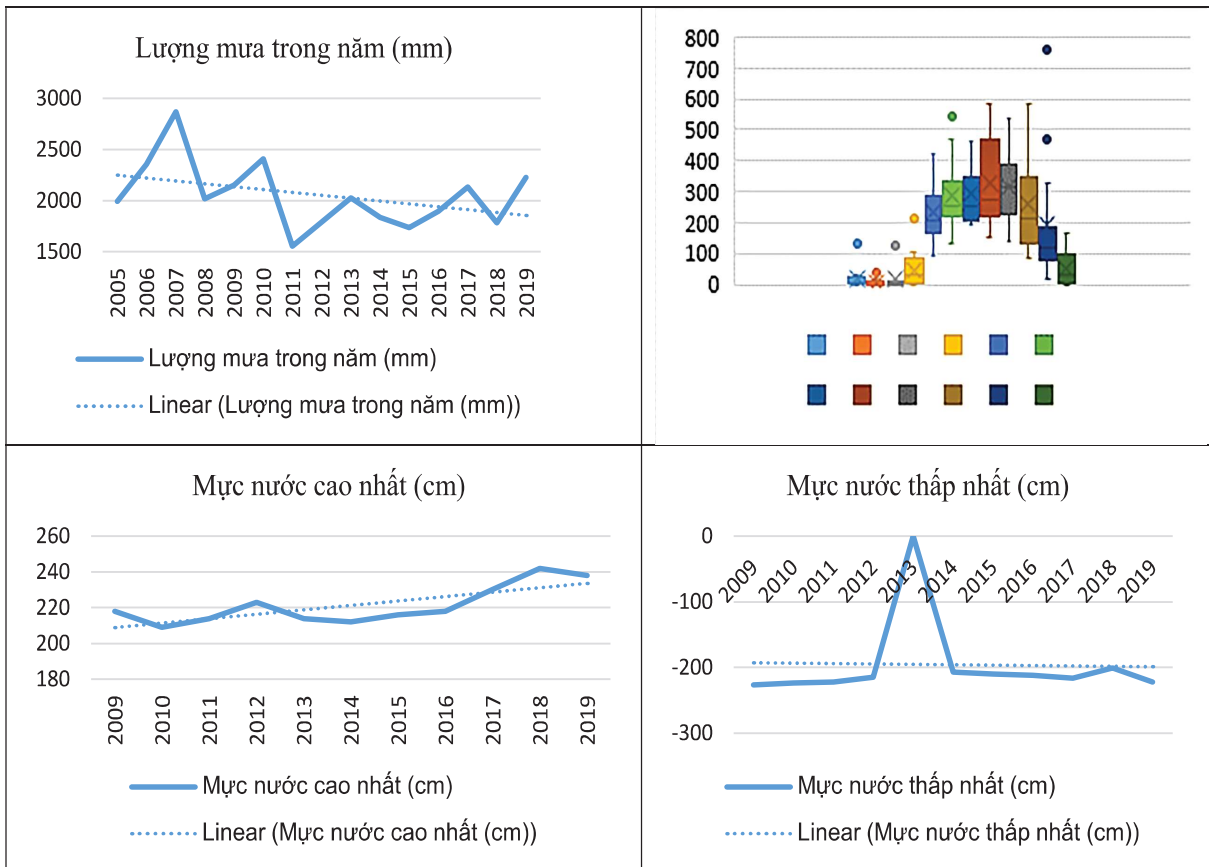 Lượng mưa trong năm (mm)
3000
2500
2000
1500
2005 2006 2007 2008 2009 2010 2011 2012 2013 2014 2015 2016 2017 2018 2019
Lượng mưa trong năm (mm)
Linear (Lượng mưa trong năm (mm))
800
700
600
500
400
300
200
100
0
Mực nước cao nhất (cm)
260
240
220
200
180
2009 2010 2011 2012 2013 2014 2015 2016 2017 2018 2019
Mực nước cao nhất (cm)
Linear (Mực nước cao nhất (cm))
Mực nước thấp nhất (cm)
0
-100
-200
-300
2009 2010 2011 2012 2013 2014 2015 2016 2017 2018 2019
Mực nước thấp nhất (cm)
Linear (Mực nước thấp nhất (cm))